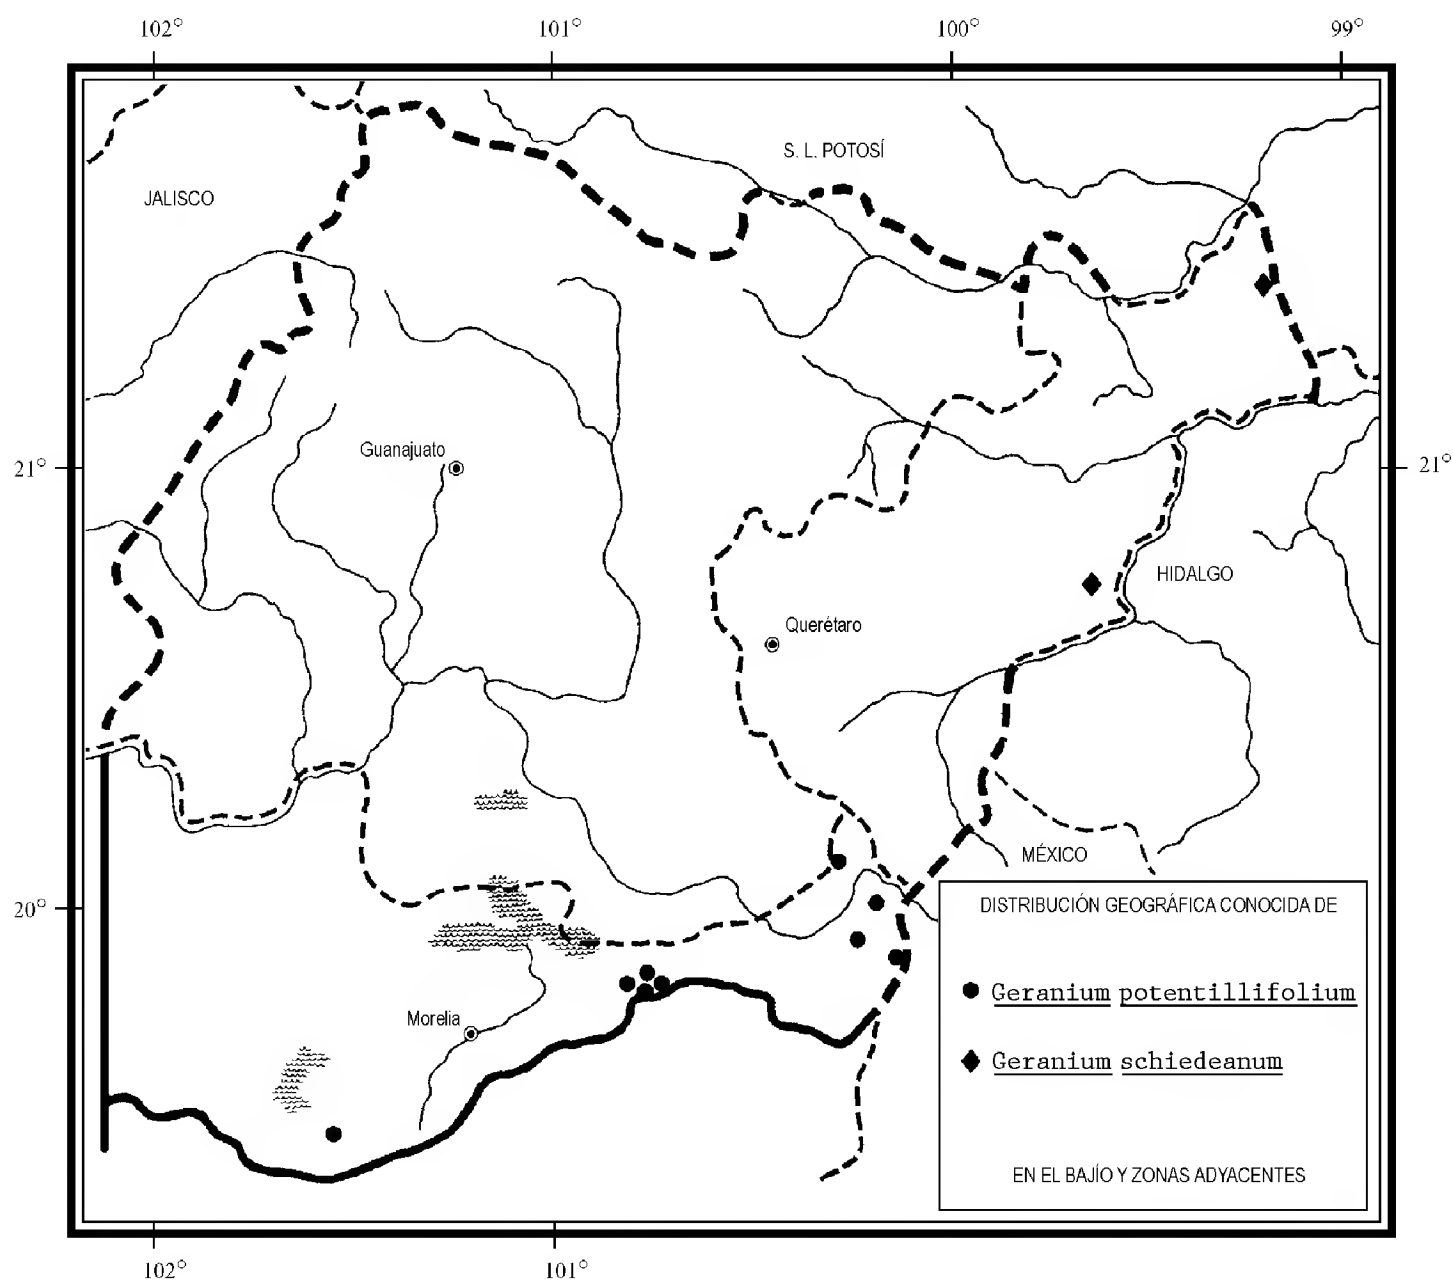 102° 101° 100° 99°
S. L. POTOSÍ
JALISCO
Guanajuato
21° 21°
HIDALGO
Querétaro
MÉXICO
20°
DISTRIBUCIÓN GEOGRÁFICA CONOCIDA DE
Geranium potentillifolium
Morelia
Geranium schiedeanum
EN EL BAJÍO Y ZONAS ADYACENTES
102° 101°